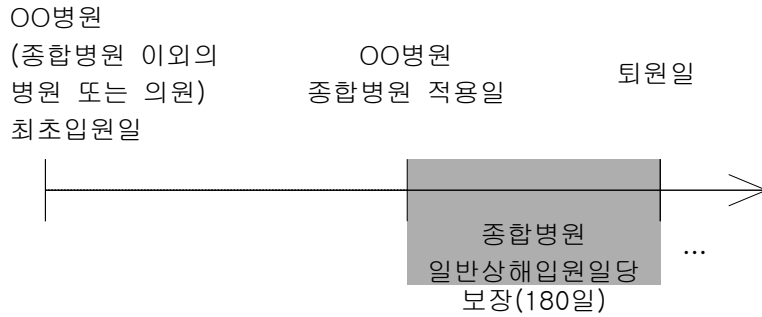 OO병원
(종합병원 이외의
병원 또는 의원)
최초입원일
OO병원
종합병원 적용일
퇴원일
종합병원
일반상해입원일당
보장(180일)
...